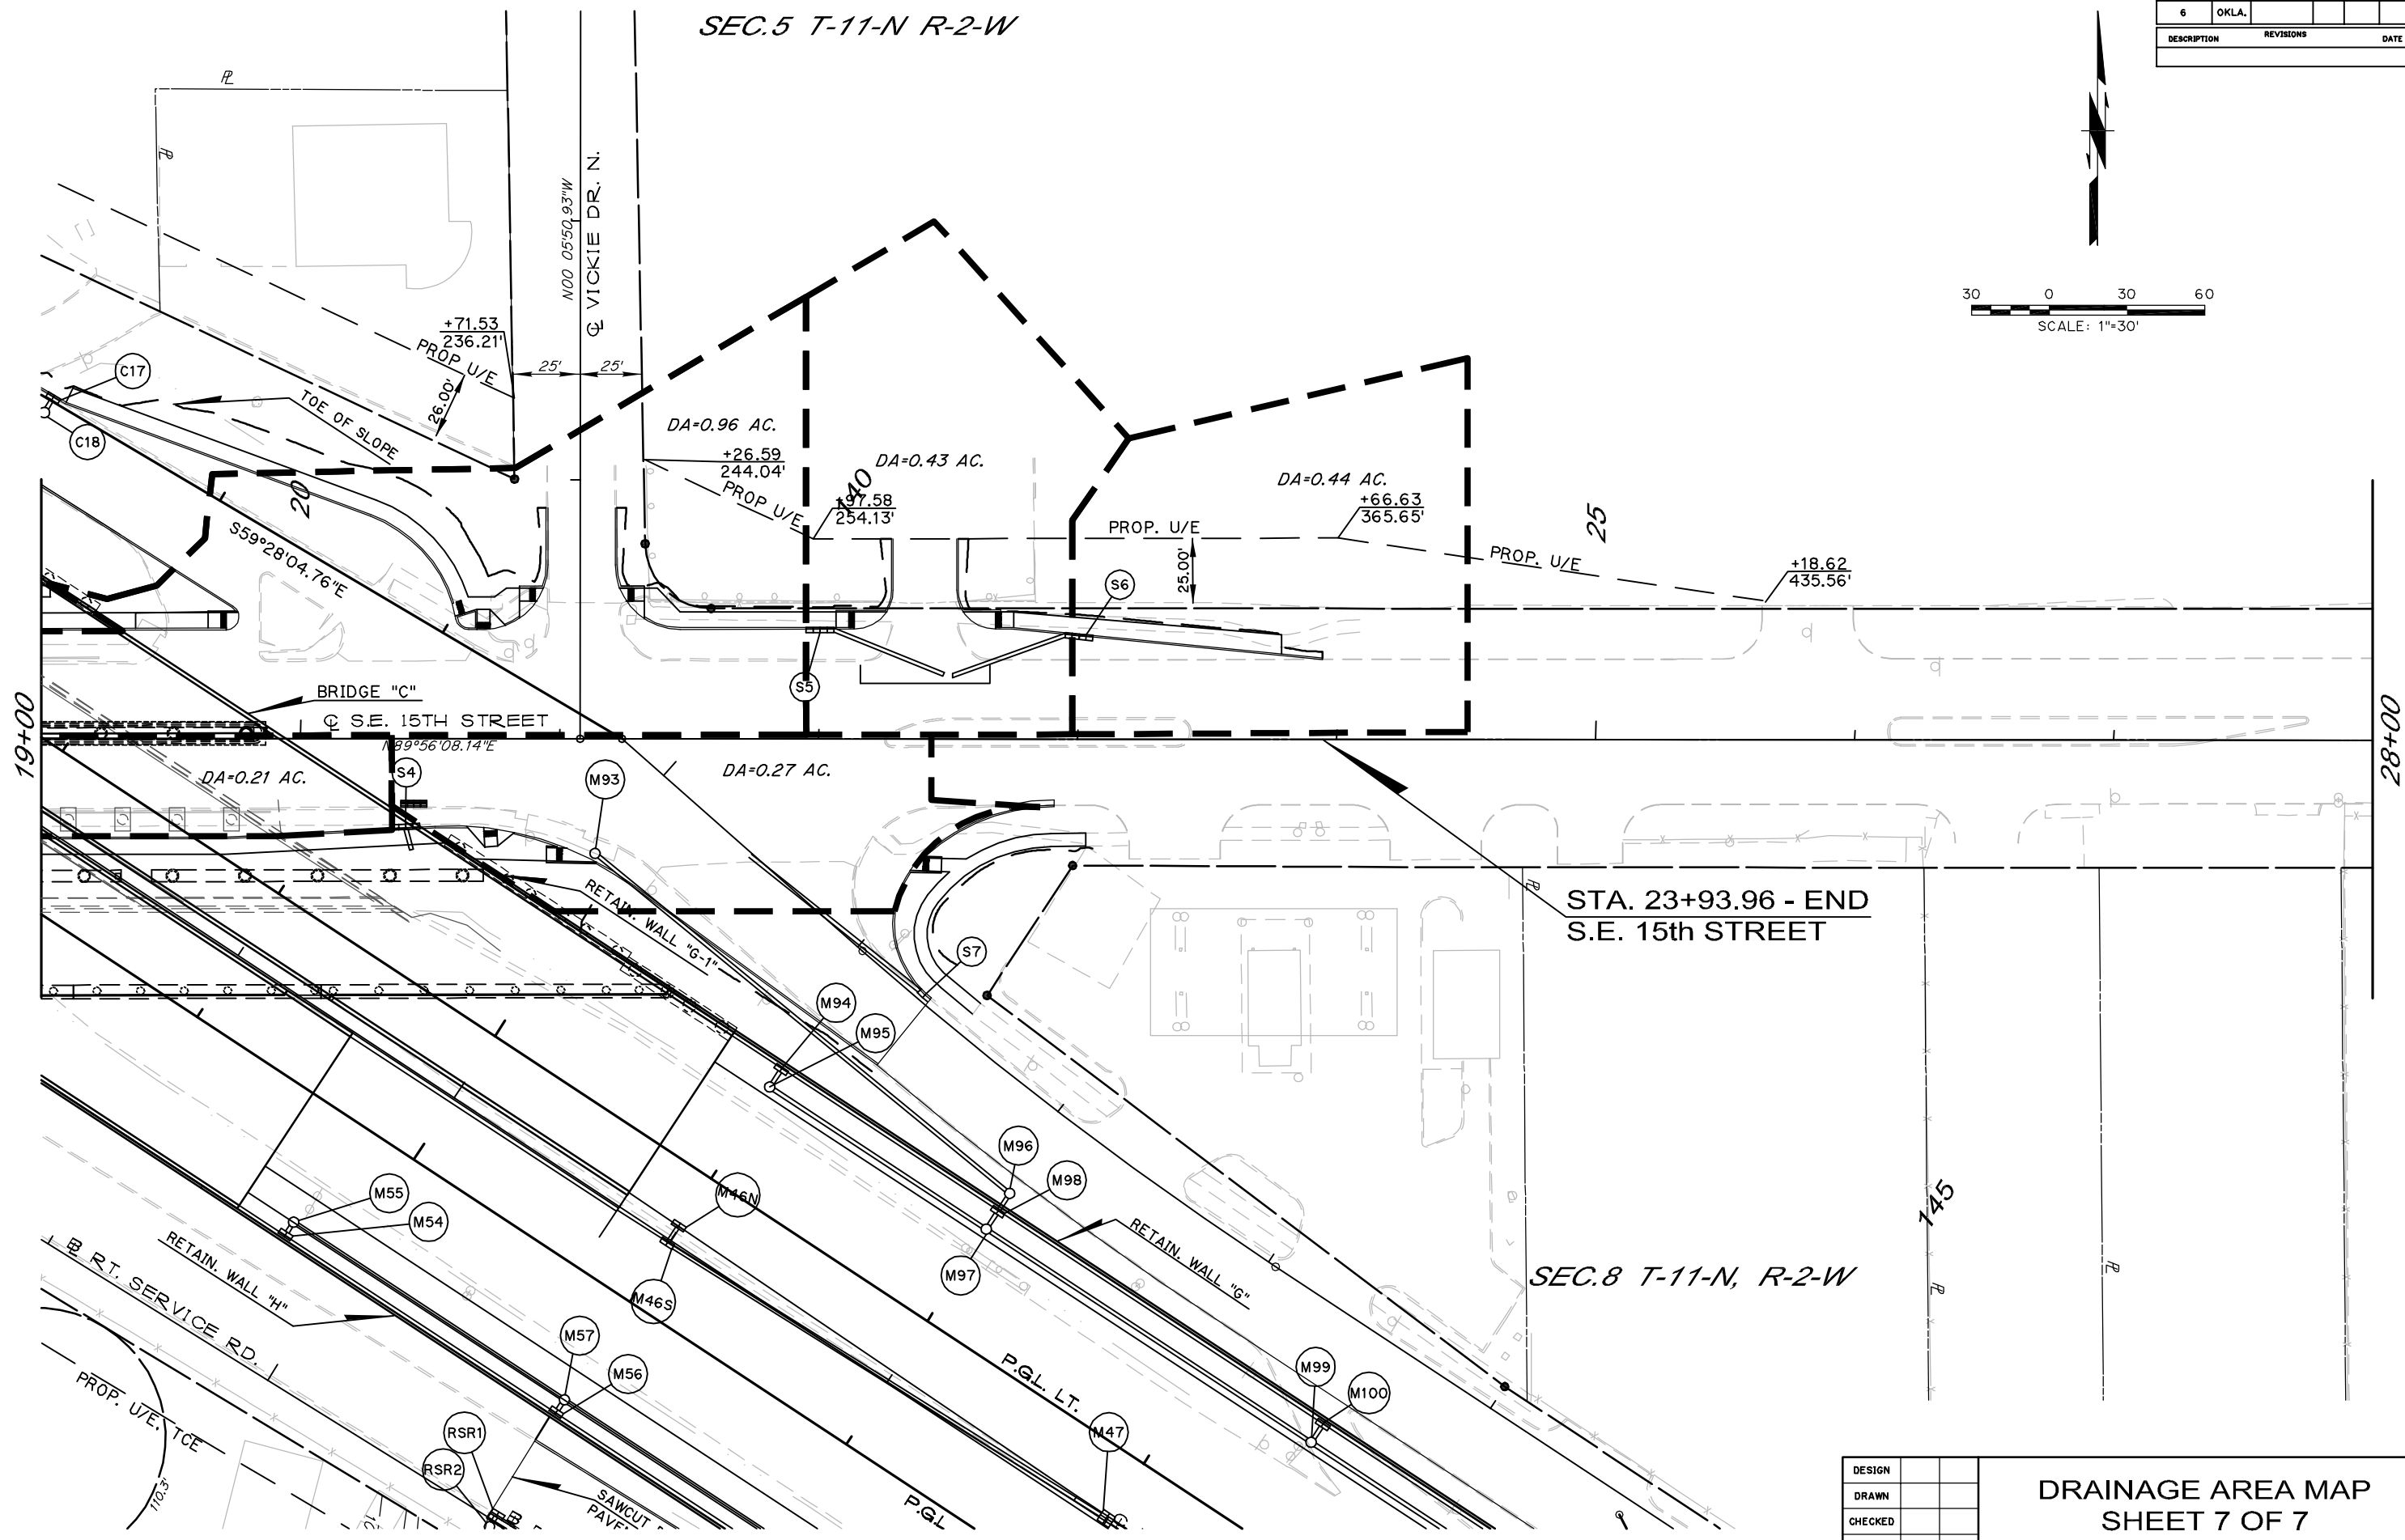 SEC.5 T-11-N R-2-W
6 OKLA.
DESCRIPTION REVISIONS DATE
30 0 30 60
SCALE: 1"=30'
℄ VICKIE DR. N.
N00 05'50.93"W
25' 25'
+71.53
236.21'
PROP U/E
26.00'
C17
C18
TOE OF SLOPE
20
S59°28'04.76"E
DA=0.96 AC.
+26.59
244.04'
PROP U/E
140
+97.58
254.13'
DA=0.43 AC.
DA=0.44 AC.
+66.63
365.65'
PROP. U/E
25.00'
PROP. U/E
25
+18.62
435.56'
S6
S5
BRIDGE "C"
℄ S.E. 15TH STREET
N89°56'08.14"E
19+00
28+00
DA=0.21 AC.
S4
M93
DA=0.27 AC.
RETAIN. WALL "G-1"
STA. 23+93.96 - END
S.E. 15th STREET
S7
M94
M95
M96
M98
M97
M46N
M46S
M55
M54
RETAIN. WALL "H"
RETAIN. WALL "G"
SEC.8 T-11-N, R-2-W
145
RT. SERVICE RD.
M57
M56
P.G.L. LT.
M99
M100
M47
PROP. U/E, TCE
110.3'
RSR1
RSR2
SAWCUT
P.G.L
DESIGN
DRAWN
CHECKED
DRAINAGE AREA MAP
SHEET 7 OF 7